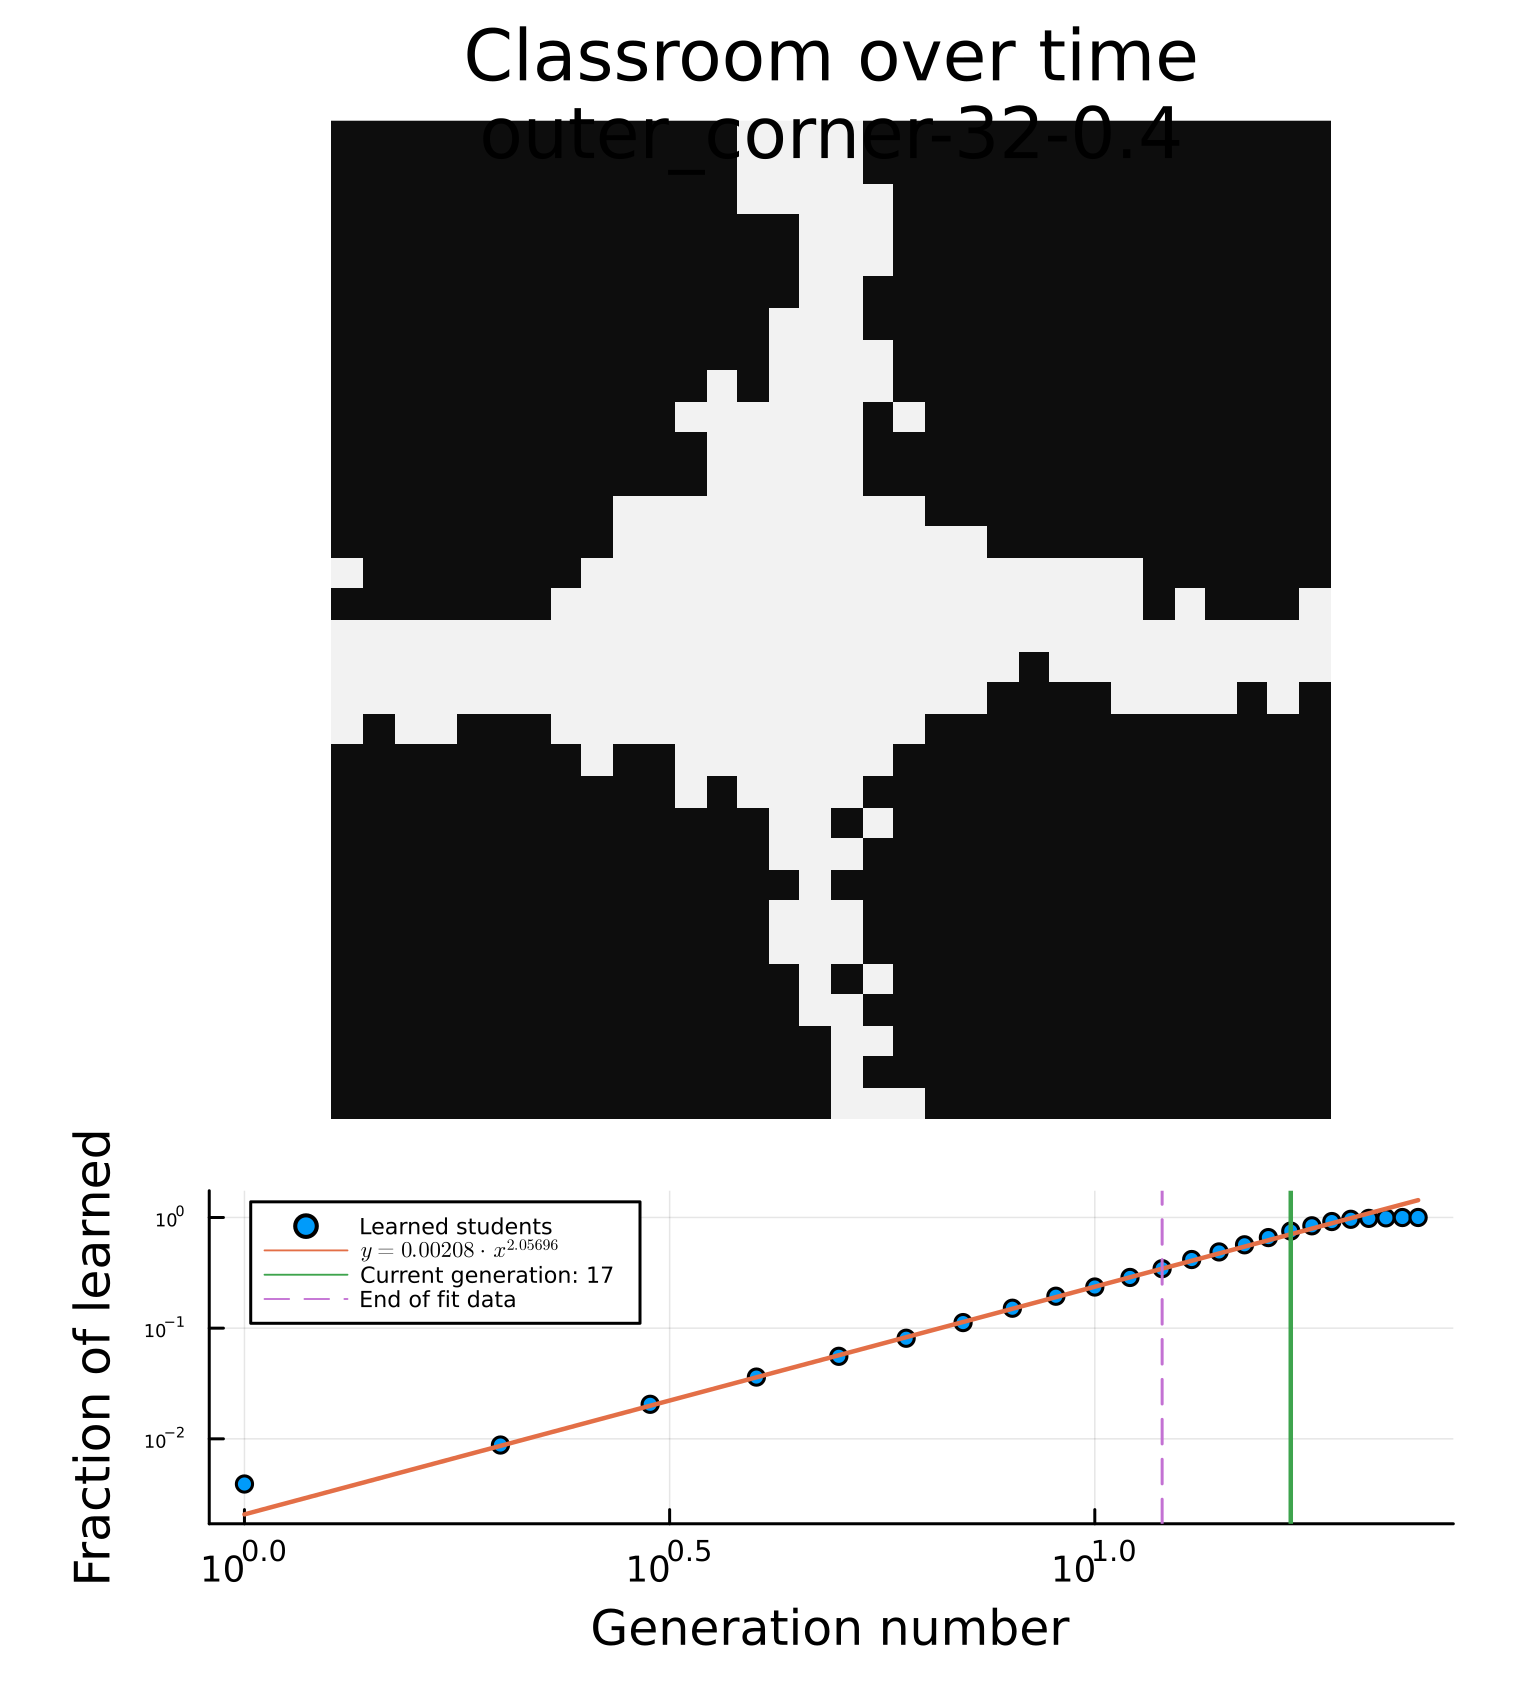 Classroom over time
outer_corner-32-0.4
Fraction of learned
10^0
10^-1
10^-2
Learned students
y = 0.00208 · x^2.05696
Current generation: 17
End of fit data
10^0.0
10^0.5
10^1.0
Generation number